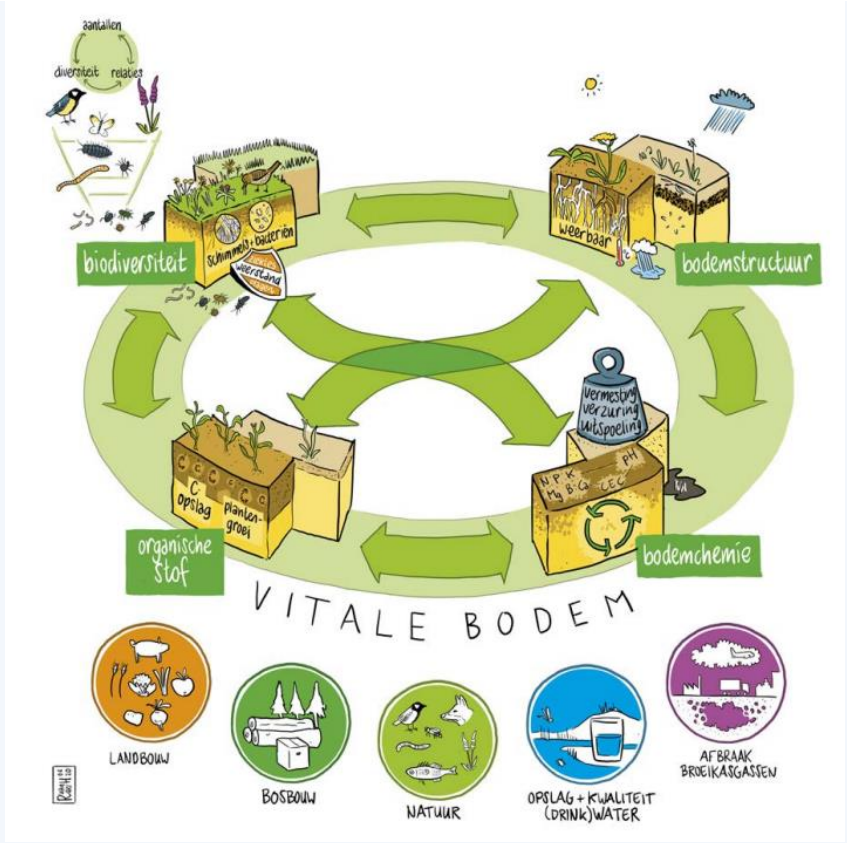 aantallen
diversiteit relaties
biodiversiteit
schimmels + bacteriën
weerstand
weerbaar
°C
bodemstructuur
C
opslag
planten-
groei
C C C C C C
organische
stof
vermesting
verzuring
uitspoeling
N P K pH
Mg B Ca CEC
bodemchemie
VITALE BODEM
LANDBOUW
BOSBOUW
NATUUR
OPSLAG + KWALITEIT
(DRINK)WATER
AFBRAAK
BROEIKASGASSEN